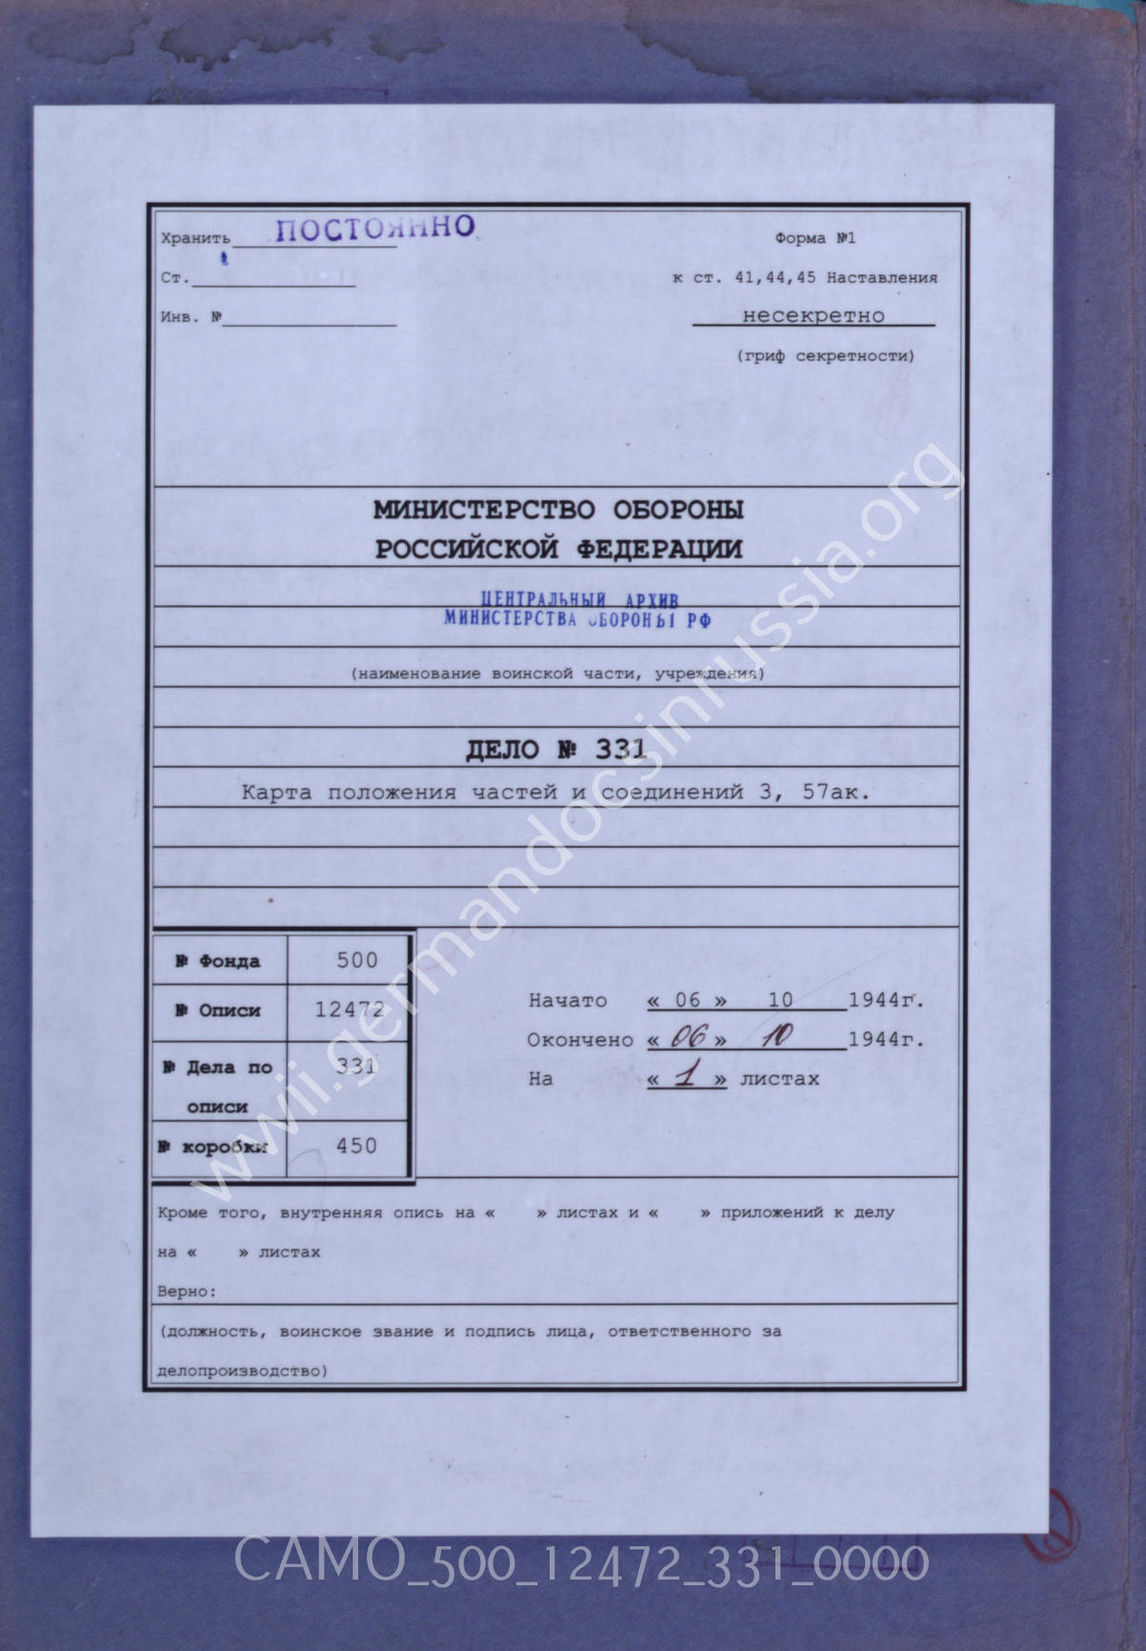 Хранить ПОСТОЯННО
Форма №1
Ст.
к ст. 41,44,45 Наставления
Инв. №
несекретно
(гриф секретности)
МИНИСТЕРСТВО ОБОРОНЫ
РОССИЙСКОЙ ФЕДЕРАЦИИ
ЦЕНТРАЛЬНЫЙ АРХИВ
МИНИСТЕРСТВА ОБОРОНЫ РФ
(наименование воинской части, учреждения)
ДЕЛО № 331
Карта положения частей и соединений 3, 57ак.
№ Фонда 500
№ Описи 12472
№ Дела по описи 331
№ коробки 450
Начато « 06 » 10 1944г.
Окончено « 06 » 10 1944г.
На « 1 » листах
Кроме того, внутренняя опись на « » листах и « » приложений к делу
на « » листах
Верно:
(должность, воинское звание и подпись лица, ответственного за
делопроизводство)
wwii.germandocsinrussia.org
CAMO_500_12472_331_0000